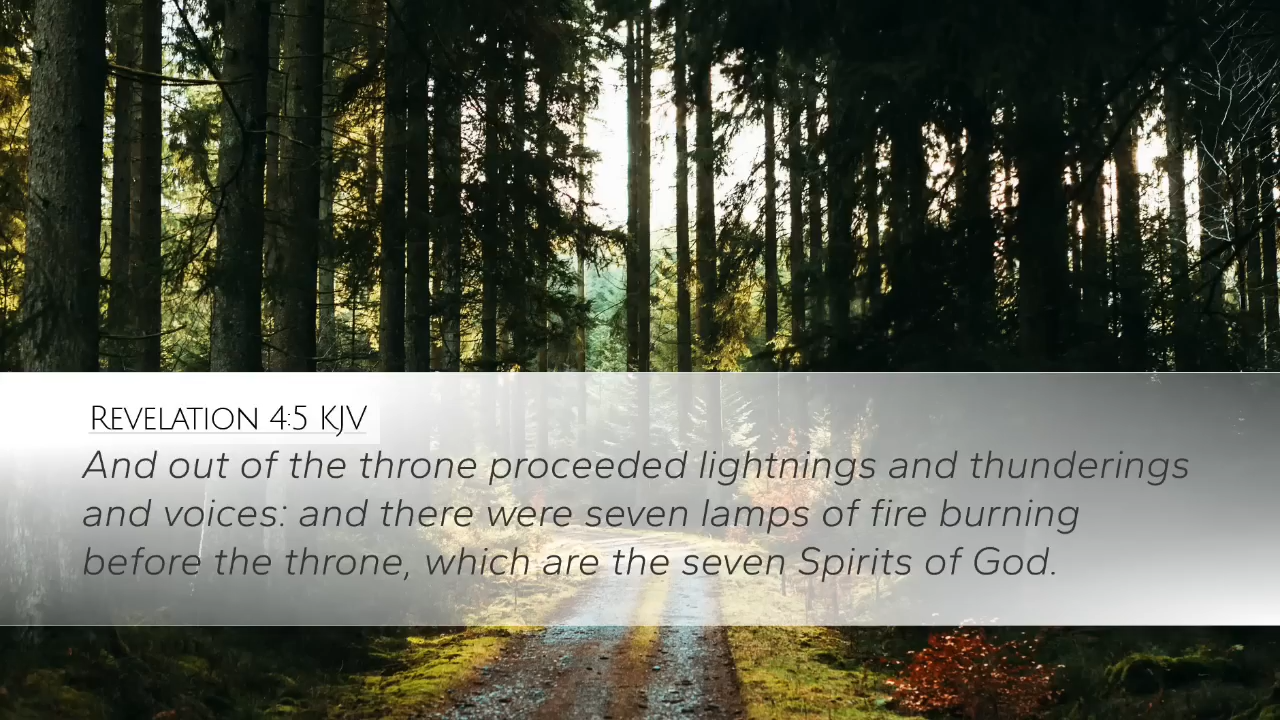 Revelation 4:5 KJV
And out of the throne proceeded lightnings and thunderings
and voices: and there were seven lamps of fire burning
before the throne, which are the seven Spirits of God.